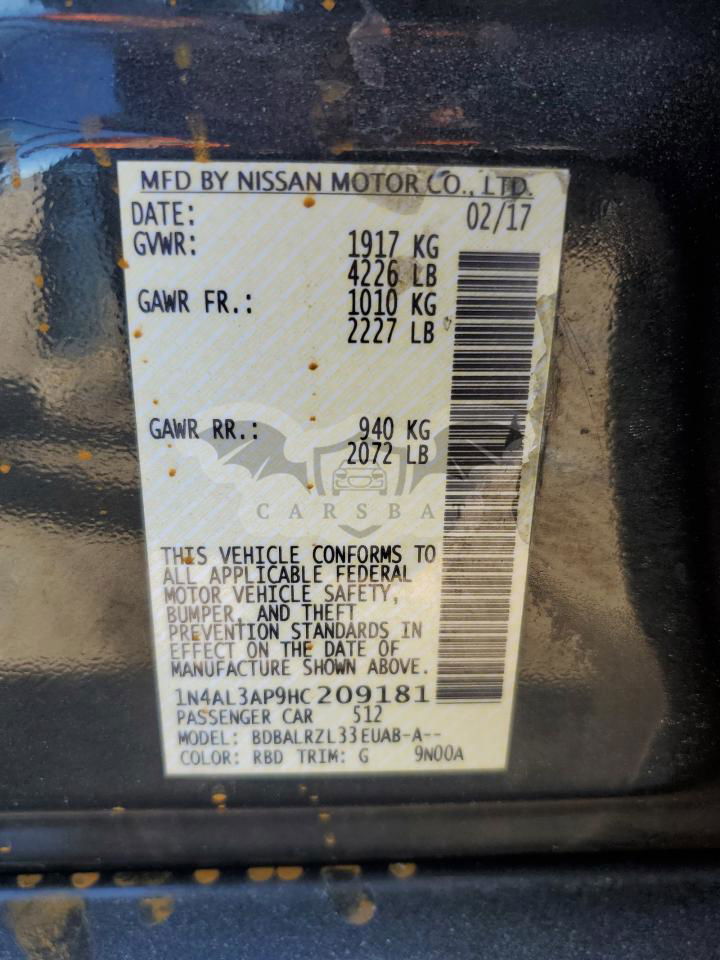 MFD BY NISSAN MOTOR CO., LTD.
DATE: 02/17
GVWR: 1917 KG
4226 LB
GAWR FR.: 1010 KG
2227 LB
GAWR RR.: 940 KG
2072 LB
CARSBAT
THIS VEHICLE CONFORMS TO
ALL APPLICABLE FEDERAL
MOTOR VEHICLE SAFETY,
BUMPER, AND THEFT
PREVENTION STANDARDS IN
EFFECT ON THE DATE OF
MANUFACTURE SHOWN ABOVE.
1N4AL3AP9HC209181
PASSENGER CAR 512
MODEL: BDBALRZL33EUAB-A--
COLOR: RBD TRIM: G 9N00A